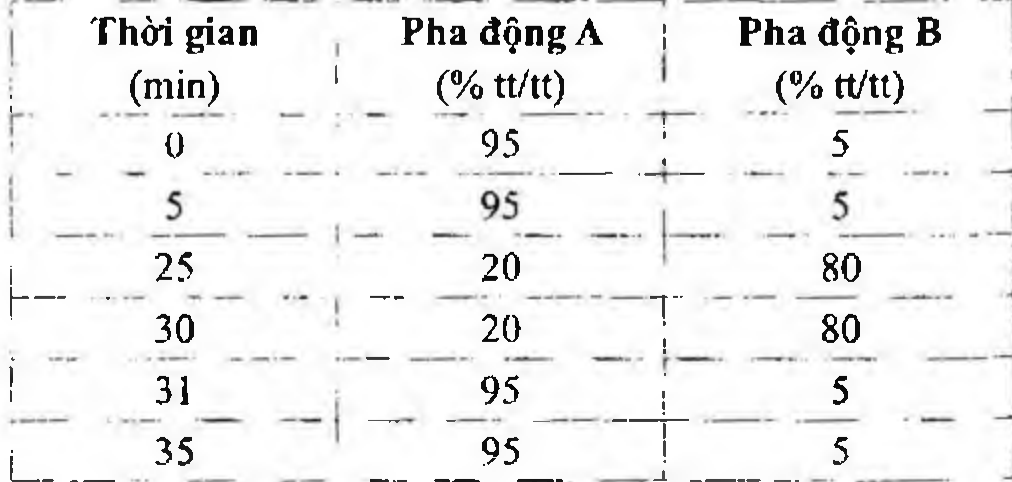 Thời gian Pha động A Pha động B
(min) (% tt/tt) (% tt/tt)
0 95 5
5 95 5
25 20 80
30 20 80
31 95 5
35 95 5